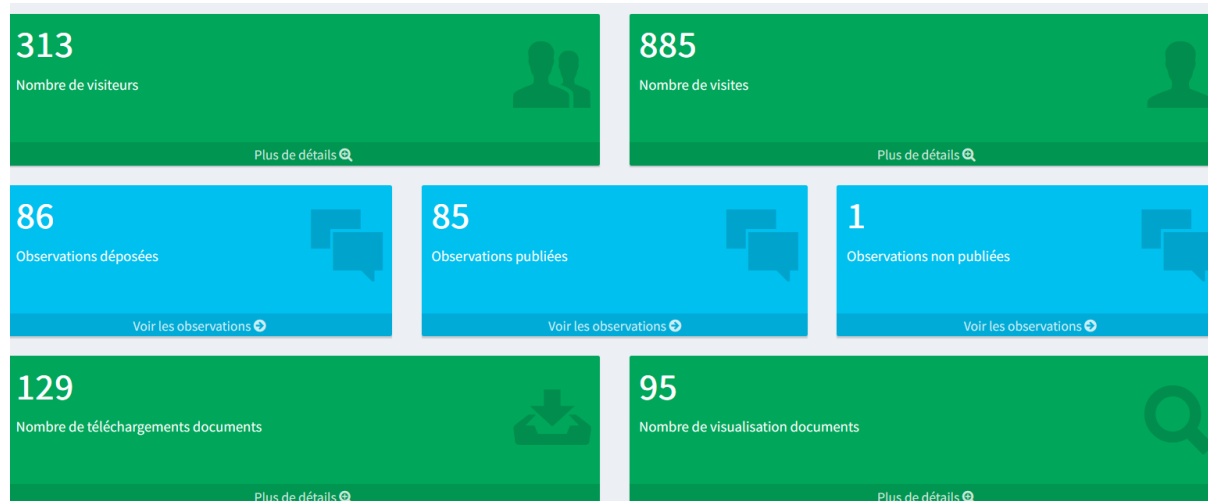 313
Nombre de visiteurs
Plus de détails
885
Nombre de visites
Plus de détails
86
Observations déposées
Voir les observations
85
Observations publiées
Voir les observations
1
Observations non publiées
Voir les observations
129
Nombre de téléchargements documents
Plus de détails
95
Nombre de visualisation documents
Plus de détails